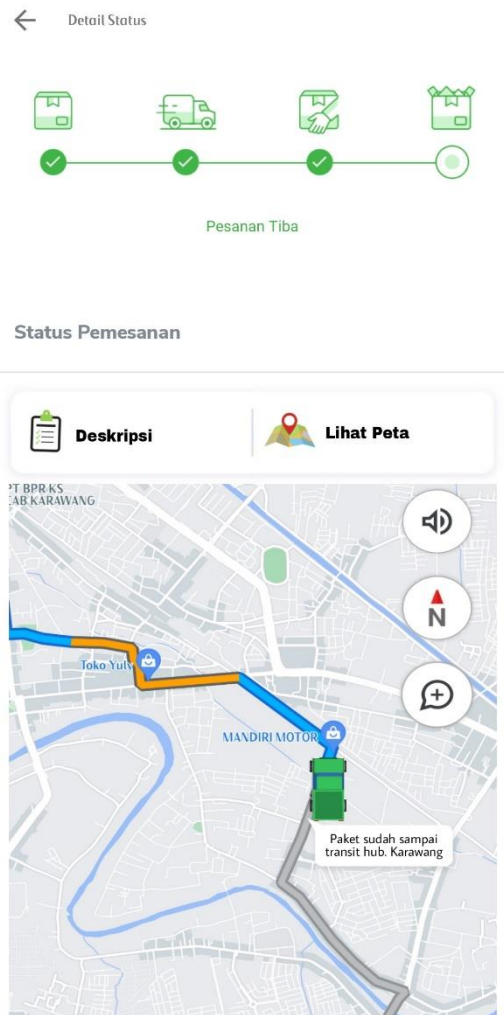 Detail Status
Pesanan Tiba
Status Pemesanan
Deskripsi
Lihat Peta
PT BPR KS
CAB KARAWANG
N
Toko Yuly
MANDIRI MOTOR
Paket sudah sampai
transit hub. Karawang